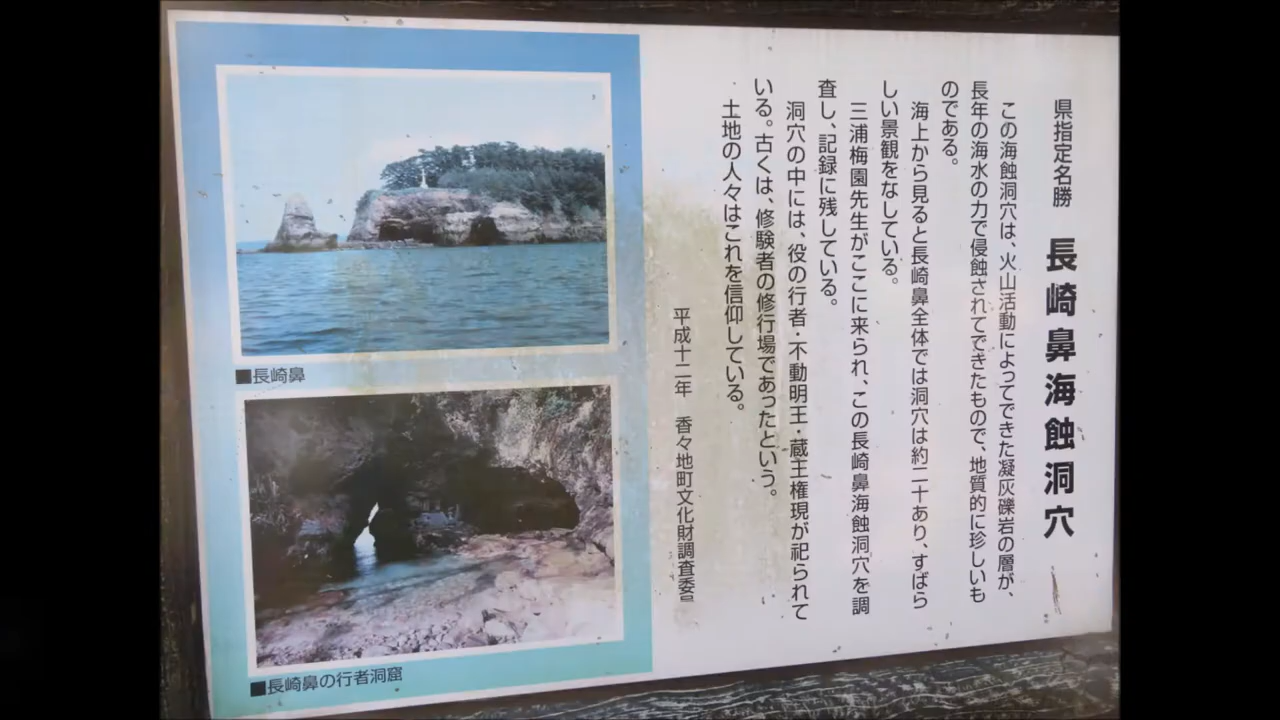 県指定名勝 長崎鼻海蝕洞穴
この海蝕洞穴は、火山活動によってできた凝灰礫岩の層が、
長年の海水の力で侵蝕されてできたもので、地質的に珍しいも
のである。
海上から見ると長崎鼻全体では洞穴は約二十あり、すばら
しい景観をなしている。
三浦梅園先生がここに来られ、この長崎鼻海蝕洞穴を調
査し、記録に残している。
洞穴の中には、役の行者・不動明王・蔵王権現が祀られて
いる。古くは、修験者の修行場であったという。
土地の人々はこれを信仰している。
平成十二年 香々地町文化財調査委員
■長崎鼻
■長崎鼻の行者洞窟